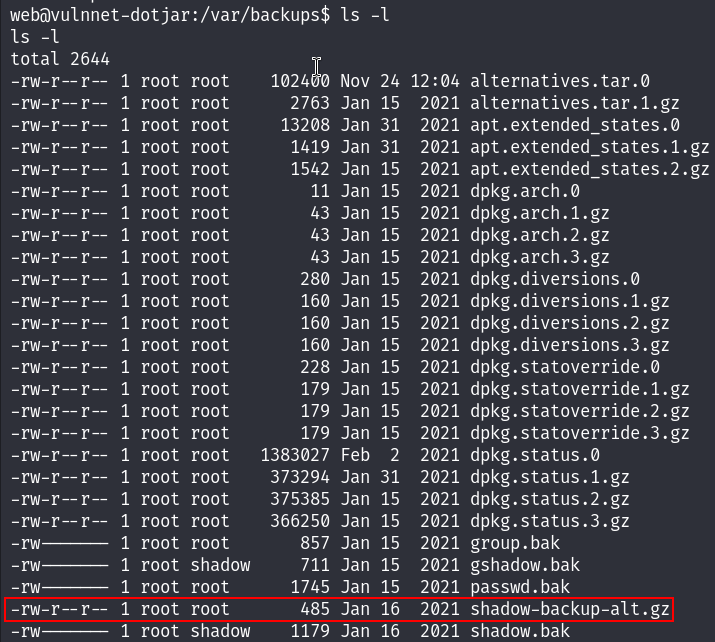 web@vulnnet-dotjar:/var/backups$ ls -l
ls -l
total 2644
-rw-r--r-- 1 root root 102400 Nov 24 12:04 alternatives.tar.0
-rw-r--r-- 1 root root 2763 Jan 15 2021 alternatives.tar.1.gz
-rw-r--r-- 1 root root 13208 Jan 31 2021 apt.extended_states.0
-rw-r--r-- 1 root root 1419 Jan 31 2021 apt.extended_states.1.gz
-rw-r--r-- 1 root root 1542 Jan 15 2021 apt.extended_states.2.gz
-rw-r--r-- 1 root root 11 Jan 15 2021 dpkg.arch.0
-rw-r--r-- 1 root root 43 Jan 15 2021 dpkg.arch.1.gz
-rw-r--r-- 1 root root 43 Jan 15 2021 dpkg.arch.2.gz
-rw-r--r-- 1 root root 43 Jan 15 2021 dpkg.arch.3.gz
-rw-r--r-- 1 root root 280 Jan 15 2021 dpkg.diversions.0
-rw-r--r-- 1 root root 160 Jan 15 2021 dpkg.diversions.1.gz
-rw-r--r-- 1 root root 160 Jan 15 2021 dpkg.diversions.2.gz
-rw-r--r-- 1 root root 160 Jan 15 2021 dpkg.diversions.3.gz
-rw-r--r-- 1 root root 228 Jan 15 2021 dpkg.statoverride.0
-rw-r--r-- 1 root root 179 Jan 15 2021 dpkg.statoverride.1.gz
-rw-r--r-- 1 root root 179 Jan 15 2021 dpkg.statoverride.2.gz
-rw-r--r-- 1 root root 179 Jan 15 2021 dpkg.statoverride.3.gz
-rw-r--r-- 1 root root 1383027 Feb 2 2021 dpkg.status.0
-rw-r--r-- 1 root root 373294 Jan 31 2021 dpkg.status.1.gz
-rw-r--r-- 1 root root 375385 Jan 15 2021 dpkg.status.2.gz
-rw-r--r-- 1 root root 366250 Jan 15 2021 dpkg.status.3.gz
-rw------- 1 root root 857 Jan 15 2021 group.bak
-rw------- 1 root shadow 711 Jan 15 2021 gshadow.bak
-rw------- 1 root root 1745 Jan 15 2021 passwd.bak
-rw-r--r-- 1 root root 485 Jan 16 2021 shadow-backup-alt.gz
-rw------- 1 root shadow 1179 Jan 16 2021 shadow.bak